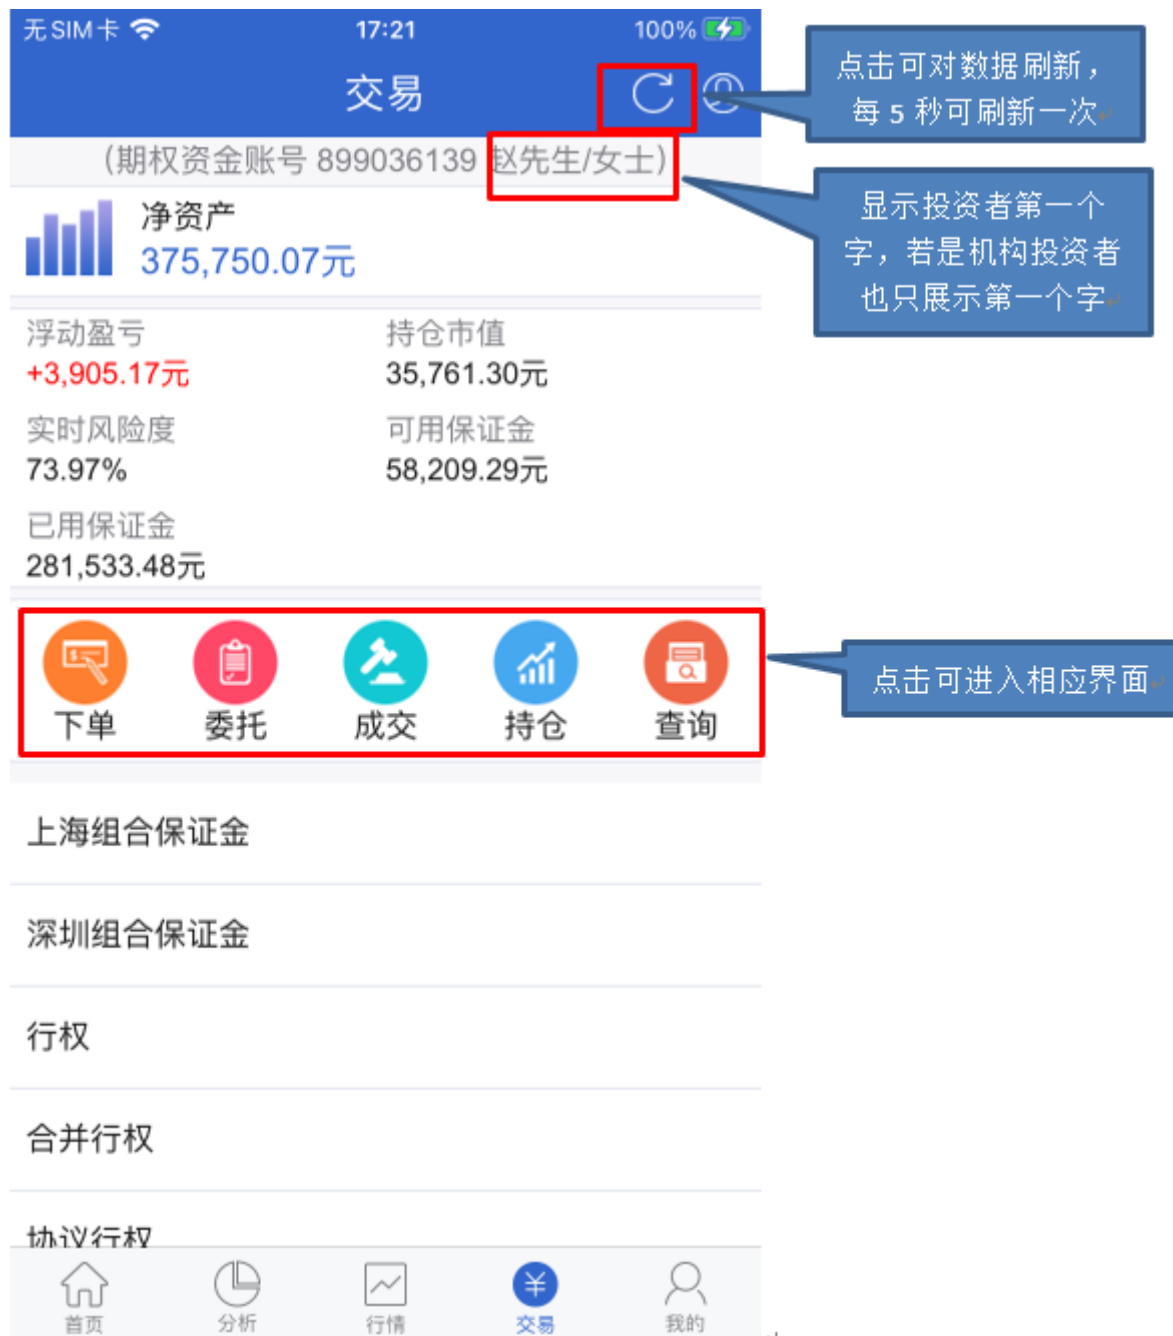 无SIM卡 17:21 100%
交易
点击可对数据刷新，
每 5 秒可刷新一次
(期权资金账号 899036139 赵先生/女士)
显示投资者第一个
字，若是机构投资者
也只展示第一个字
净资产
375,750.07元
浮动盈亏 持仓市值
+3,905.17元 35,761.30元
实时风险度 可用保证金
73.97% 58,209.29元
已用保证金
281,533.48元
下单 委托 成交 持仓 查询
点击可进入相应界面
上海组合保证金
深圳组合保证金
行权
合并行权
协议行权
首页 分析 行情 交易 我的